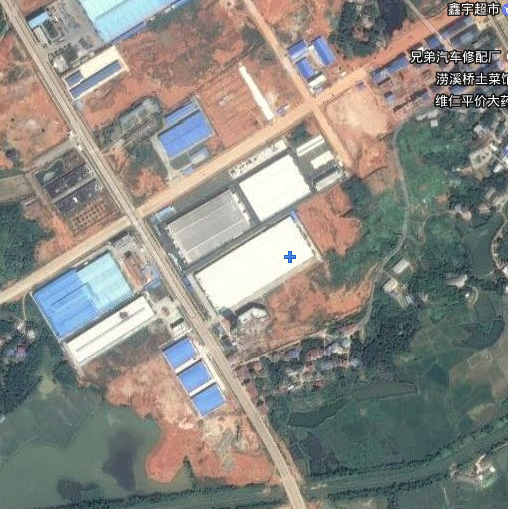 鑫宇超市
兄弟汽车修配厂
涝溪桥土菜馆
维仁平价大药